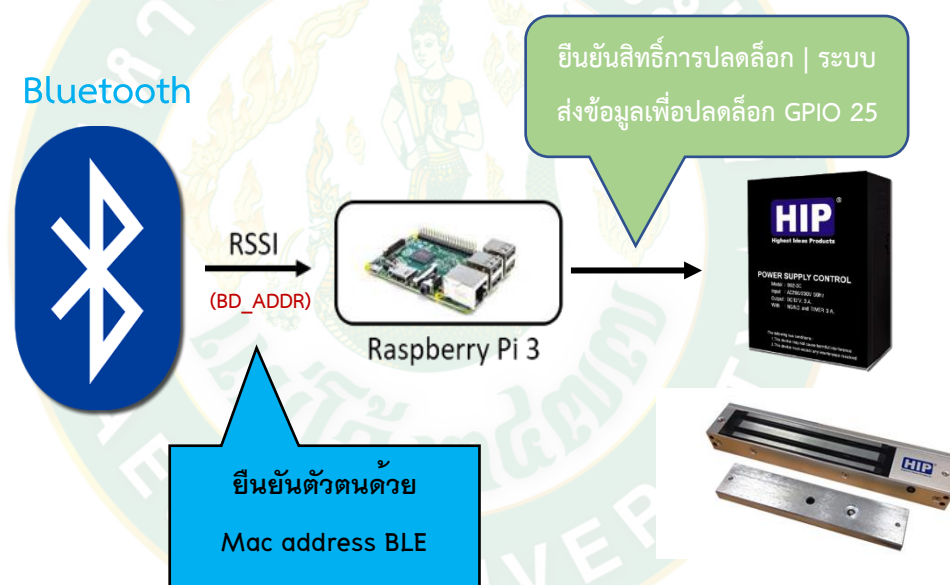 ยืนยันสิทธิ์การปลดล็อก | ระบบ
ส่งข้อมูลเพื่อปลดล็อก GPIO 25
Bluetooth
RSSI
(BD_ADDR)
Raspberry Pi 3
HIP
Highest Ideas Products
POWER SUPPLY CONTROL
HIP
ยืนยันตัวตนด้วย
Mac address BLE